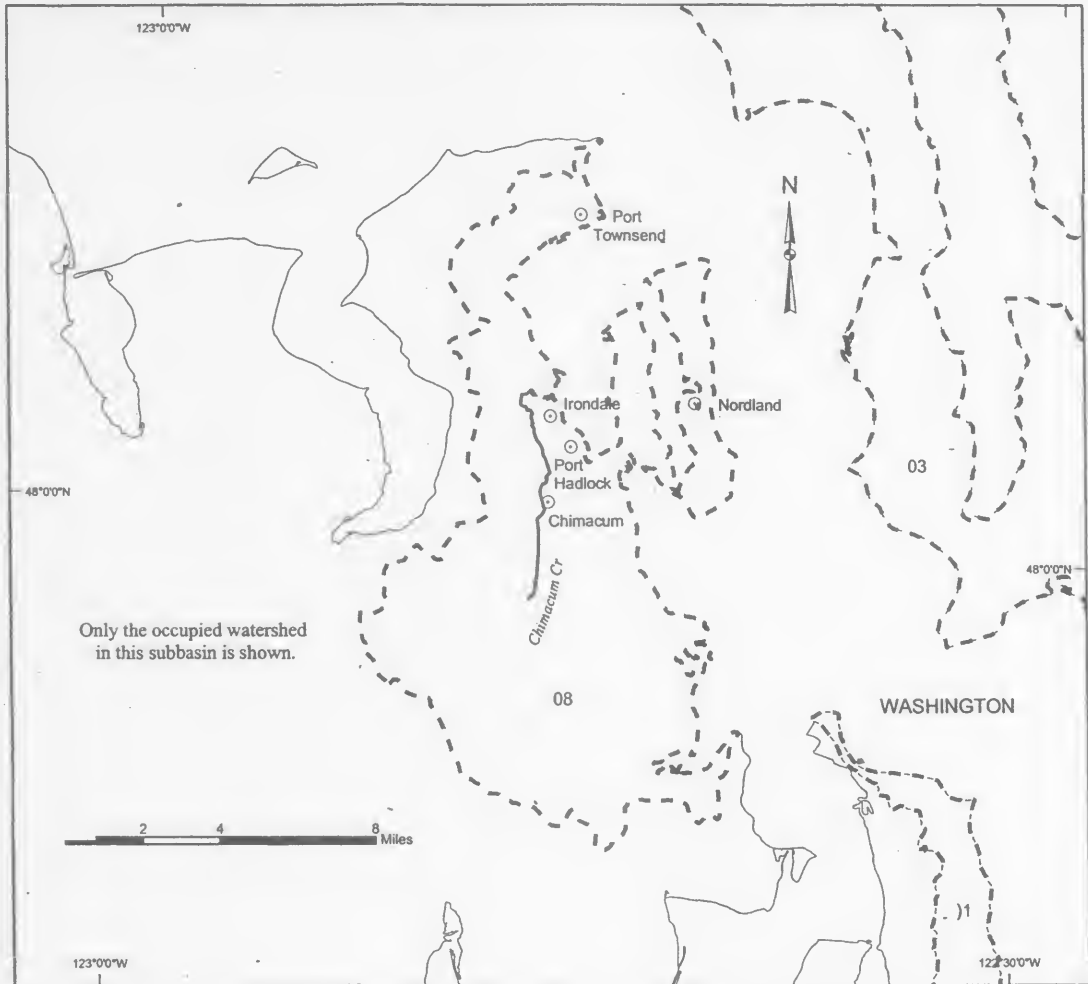 123°0'0"W
N
Port
Townsend
Irondale
Nordland
Port
Hadlock
03
48°0'0"N
Chimacum
48°0'0"N
Chimacum Cr
Only the occupied watershed
in this subbasin is shown.
08
WASHINGTON
2 4 8
Miles
)1
123°0'0"W
122°30'0"W